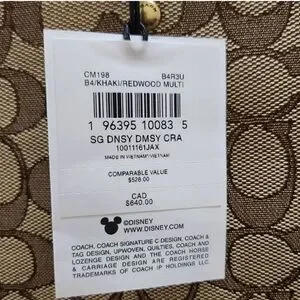 CM198 B4R3U
B4/KHAKI/REDWOOD MULTI
1 96395 10083 5
SG DNSY DMSY CRA
10011161JAX
MADE IN VIETNAM/VIETNAM
COMPARABLE VALUE
$528.00
CAD
$640.00
©DISNEY
WWW.DISNEY.COM
COACH, COACH SIGNATURE C DESIGN, COACH &
TAG DESIGN, UPWOVEN, QUILTIES, COACH AND
LOZENGE DESIGN AND THE COACH HORSE
& CARRIAGE DESIGN ARE REGISTERED
TRADEMARKS OF COACH IP HOLDINGS LLC.